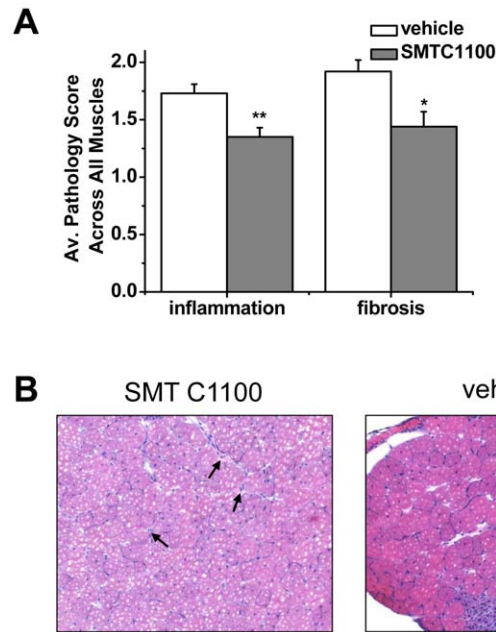 A
vehicle
SMTC1100
Av. Pathology Score
Across All Muscles
2.0
1.5
1.0
0.5
0.0
**
*
inflammation
fibrosis
B
SMT C1100
veh